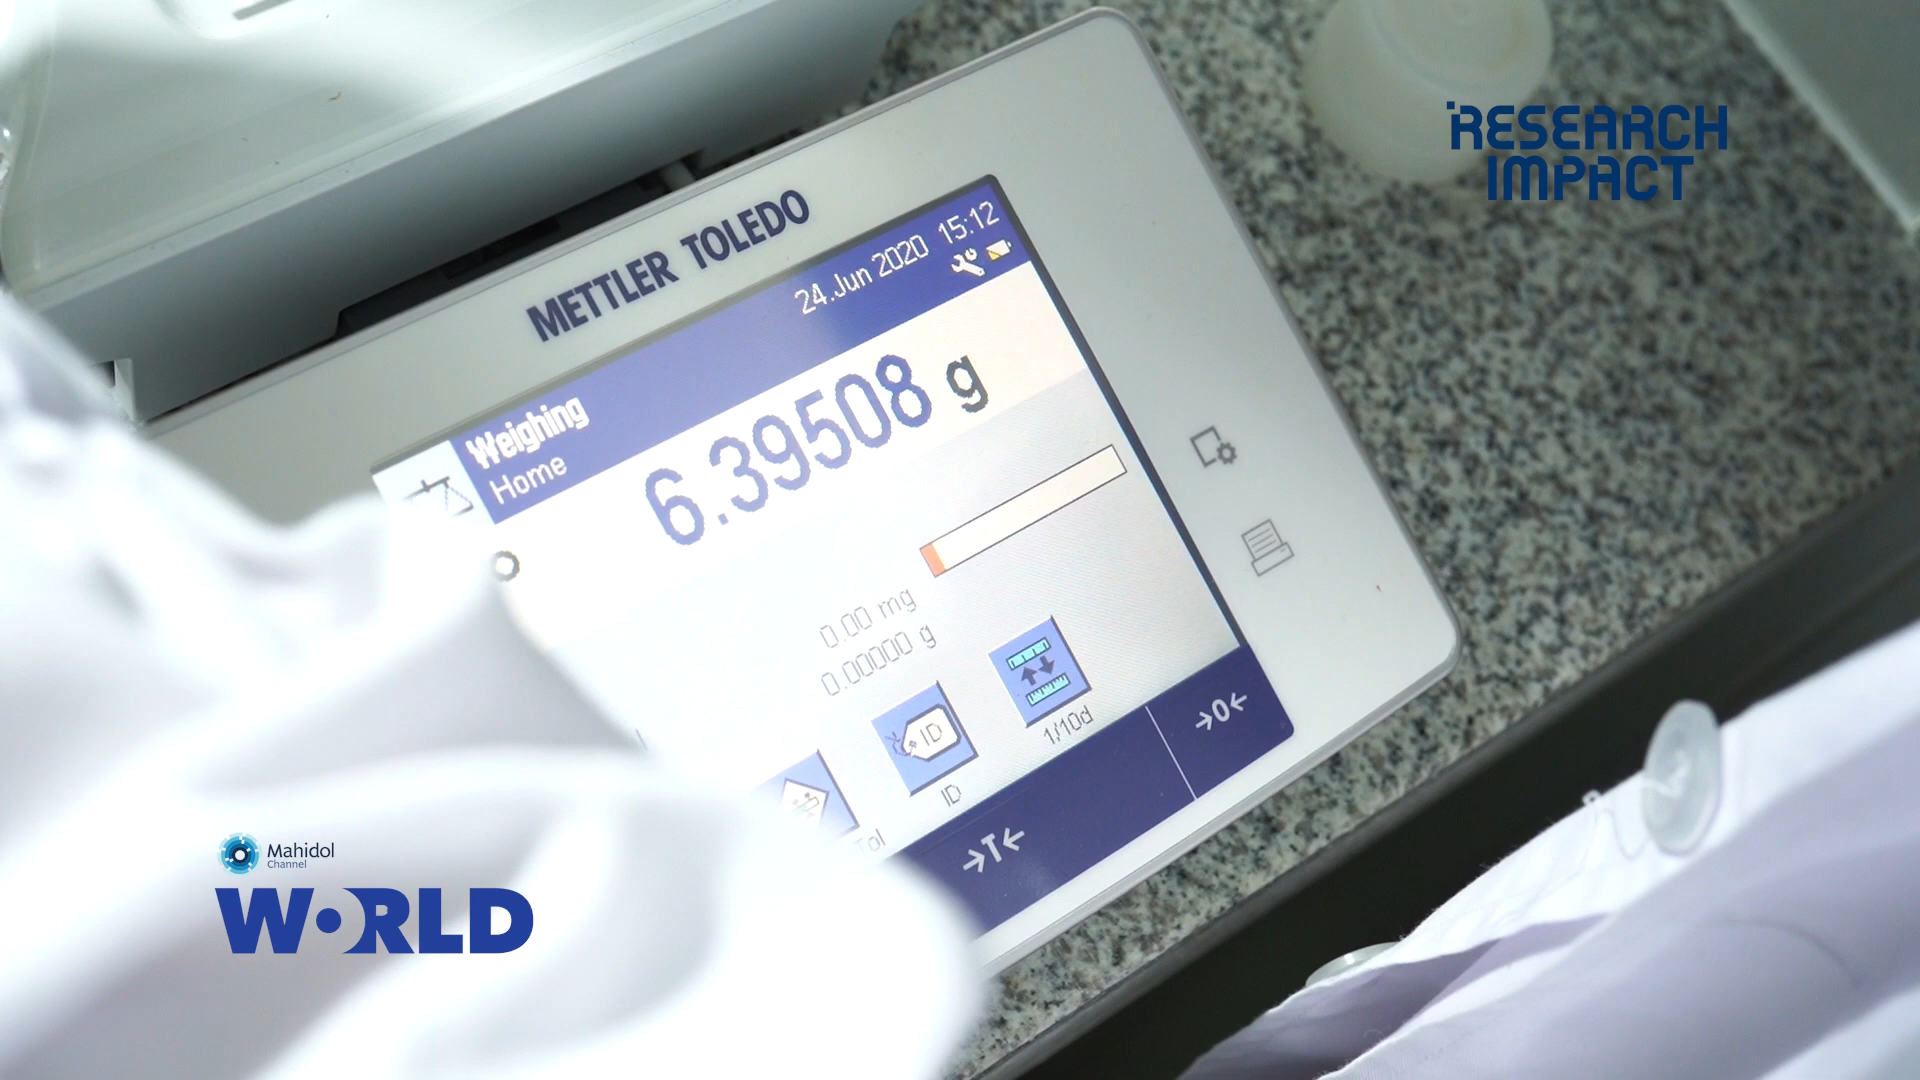 RESEARCH
IMPACT
METTLER TOLEDO
24.Jun 2020 15:12
Weighing
Home
6.39508 g
0.00 mg
0.00000 g
1/10d
ID
ID
Tol
→0←
→T←
Mahidol
Channel
WORLD